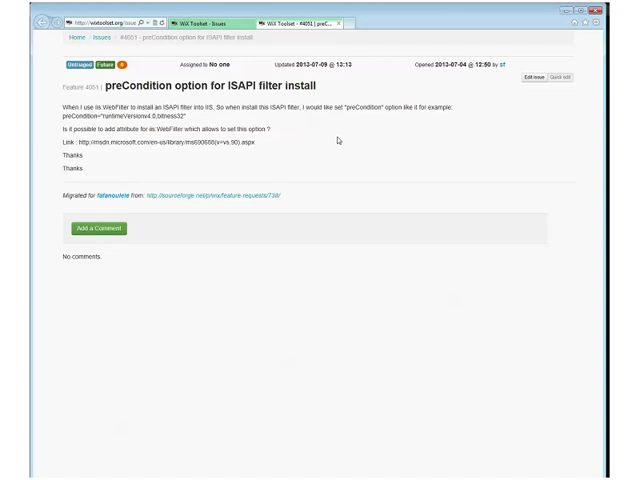 http://wixtoolset.org/issue
WiX Toolset - Issues
WiX Toolset - #4051 | preC...
Home / Issues / #4051 - preCondition option for ISAPI filter install
Untriaged Future 0 Assigned to No one Updated 2013-07-09 @ 13:13 Opened 2013-07-04 @ 12:50 by sf
Edit issue Quick edit
Feature 4051 | preCondition option for ISAPI filter install
When I use iis:WebFilter to install an ISAPI filter into IIS. So when install this ISAPI filter, I would like set "preCondition" option like it for example:
preCondition="runtimeVersionv4.0,bitness32"
Is it possible to add attribute for iis:WebFilter which allows to set this option ?
Link : http://msdn.microsoft.com/en-us/library/ms690688(v=vs.90).aspx
Thanks
Thanks
Migrated for from: http://sourceforge.net/p/wix/feature-requests/738/
Add a Comment
No comments.